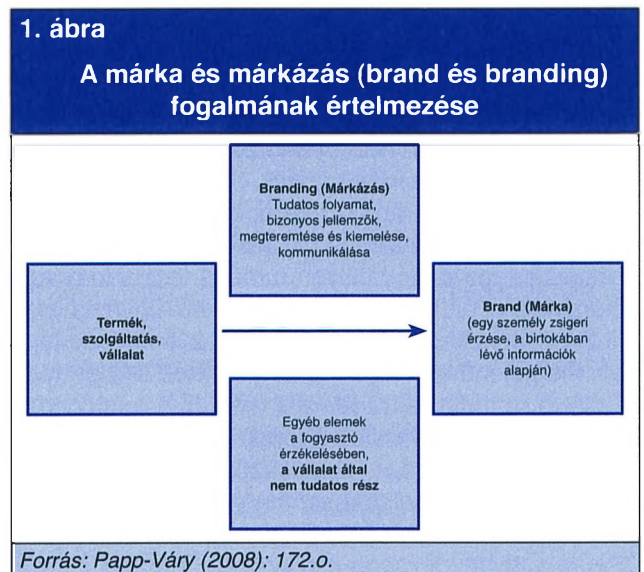 1. ábra
A márka és márkázás (brand és branding)
fogalmának értelmezése
Branding (Márkázás)
Tudatos folyamat,
bizonyos jellemzők,
megteremtése és kiemelése,
kommunikálása
Termék,
szolgáltatás,
vállalat
Brand (Márka)
(egy személy zsigeri
érzése, a birtokában
lévő információk
alapján)
Egyéb elemek
a fogyasztó
érzékelésében,
a vállalat által
nem tudatos rész
Forrás: Papp-Váry (2008): 172.o.